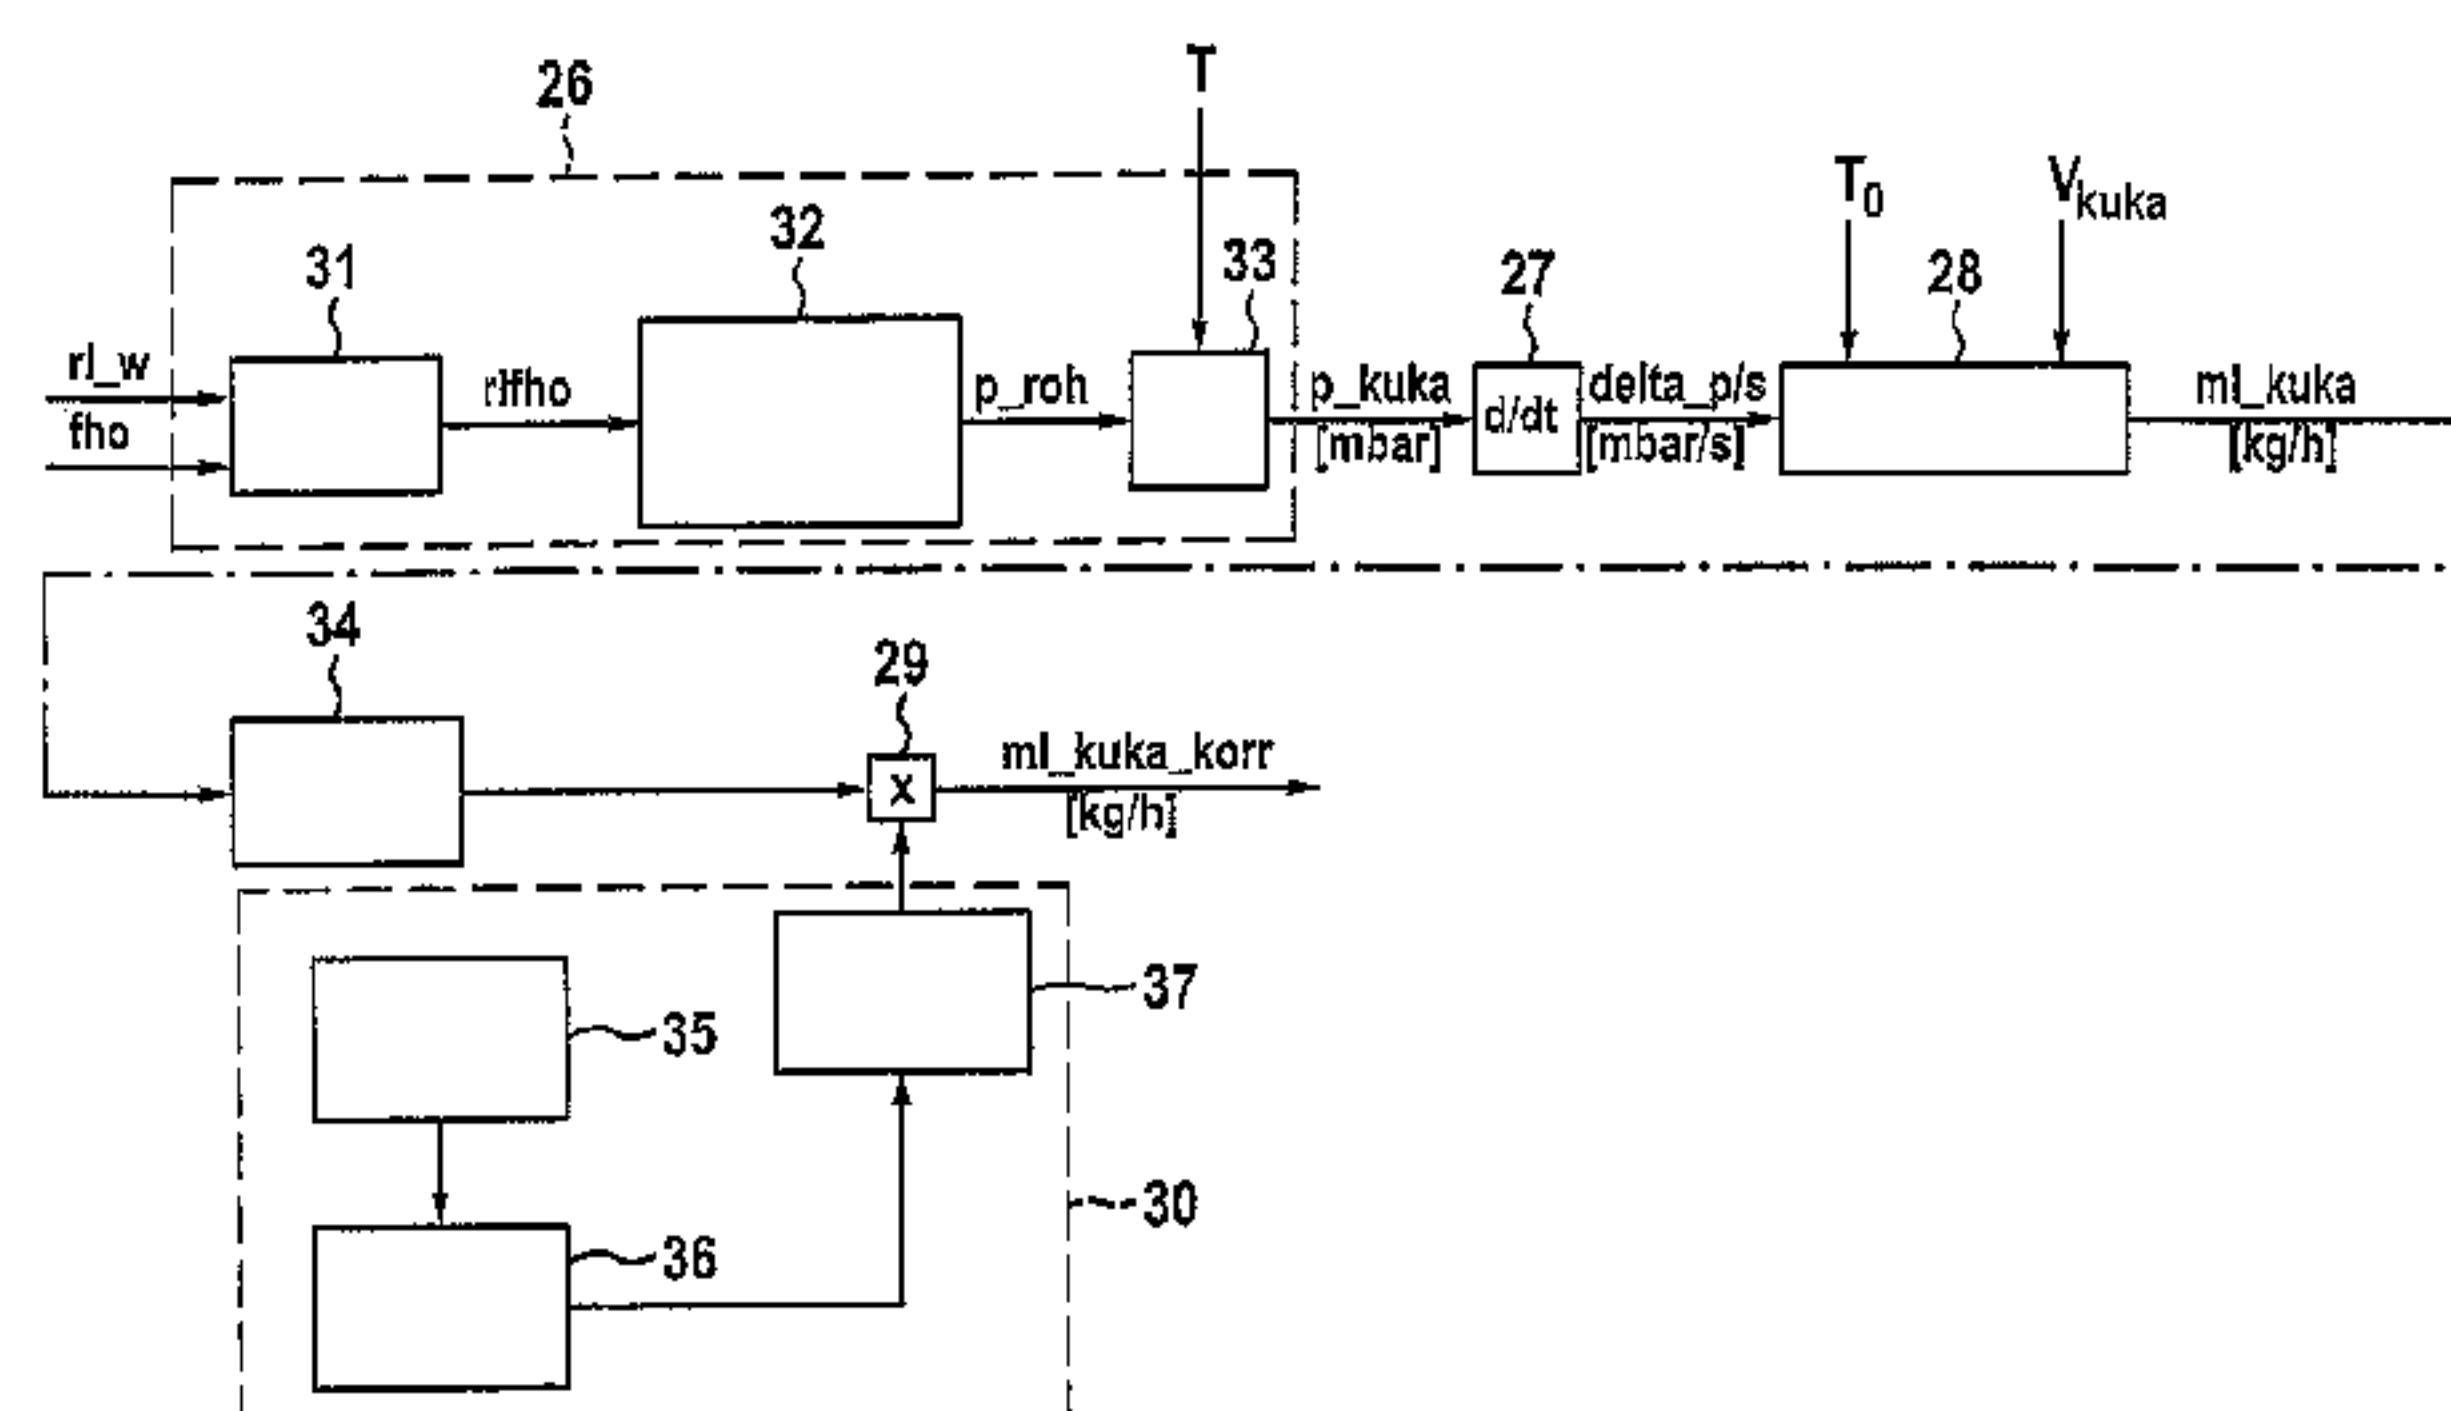 T
26
T0
Vkuka
32
31
33
27
28
rl_w
rlfho
p_roh
p_kuka
d/dt
delta_p/s
ml_kuka
fho
[mbar]
[mbar/s]
[kg/h]
34
29
x
ml_kuka_korr
[kg/h]
37
35
30
36